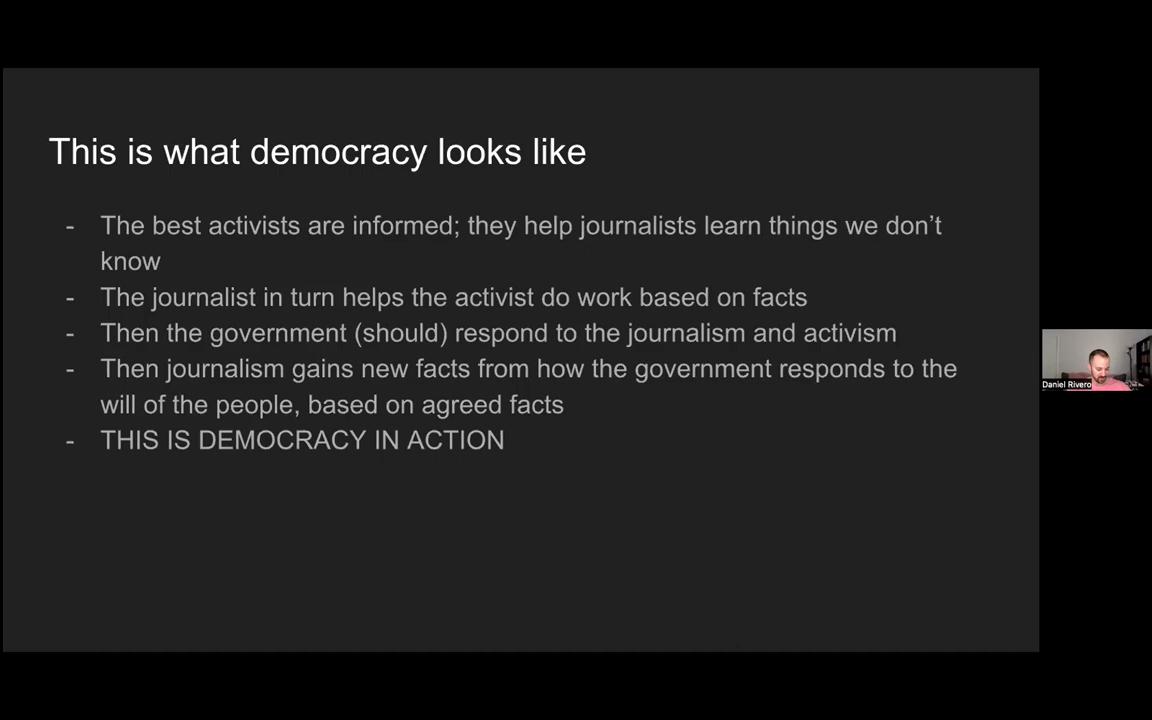 This is what democracy looks like
- The best activists are informed; they help journalists learn things we don’t
know
- The journalist in turn helps the activist do work based on facts
- Then the government (should) respond to the journalism and activism
- Then journalism gains new facts from how the government responds to the
will of the people, based on agreed facts
- THIS IS DEMOCRACY IN ACTION
Daniel Rivero